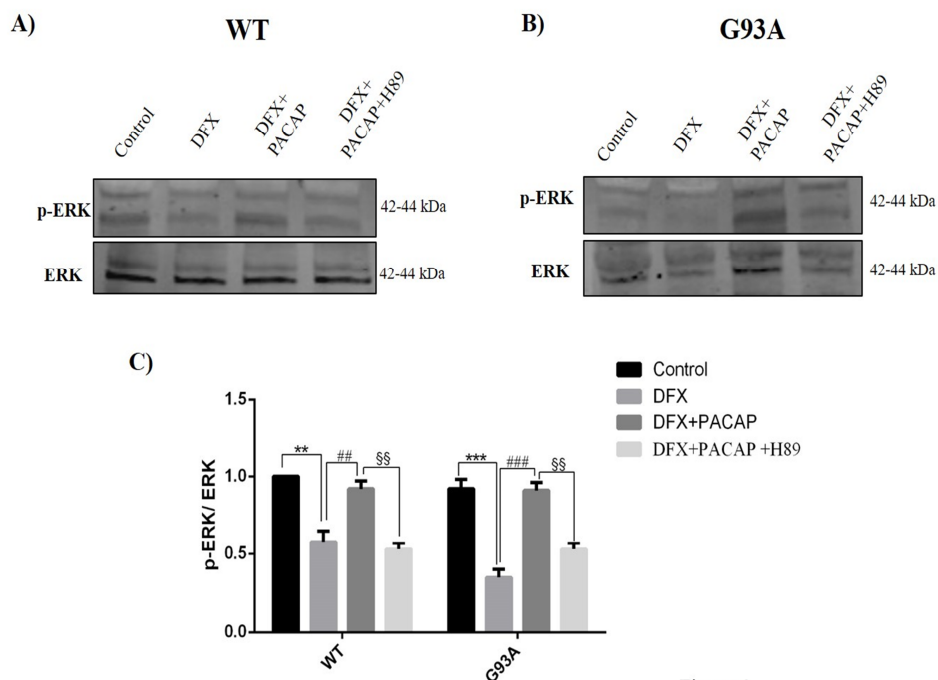 A)
WT
Control
DFX
DFX+
PACAP
DFX+
PACAP+H89
p-ERK
42-44 kDa
ERK
42-44 kDa
B)
G93A
Control
DFX
DFX+
PACAP
DFX+
PACAP+H89
p-ERK
42-44 kDa
ERK
42-44 kDa
C)
p-ERK/ ERK
1.5
1.0
0.5
0.0
** ## §§
*** ### §§
WT
G93A
Control
DFX
DFX+PACAP
DFX+PACAP +H89